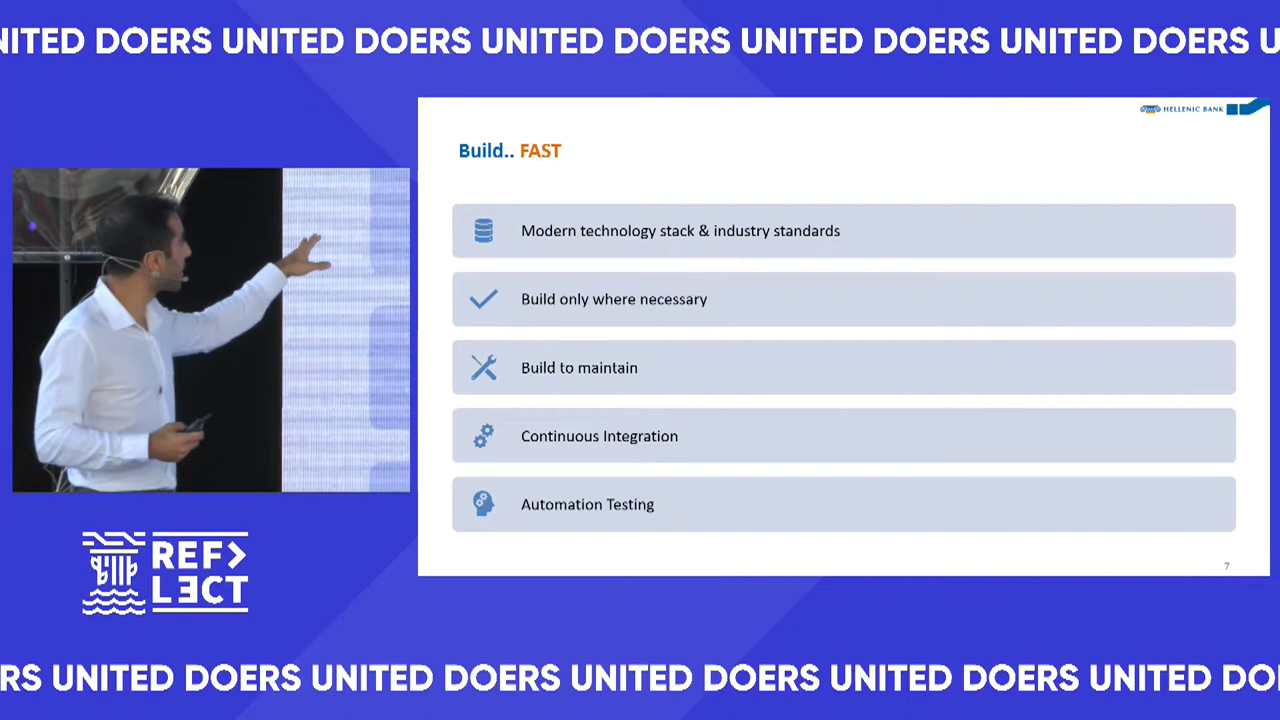 NITED DOERS UNITED DOERS UNITED DOERS UNITED DOERS UNITED DOERS U
HELLENIC BANK
Build.. FAST
Modern technology stack & industry standards
Build only where necessary
Build to maintain
Continuous Integration
Automation Testing
7
REF>
LECT
RS UNITED DOERS UNITED DOERS UNITED DOERS UNITED DOERS UNITED DO